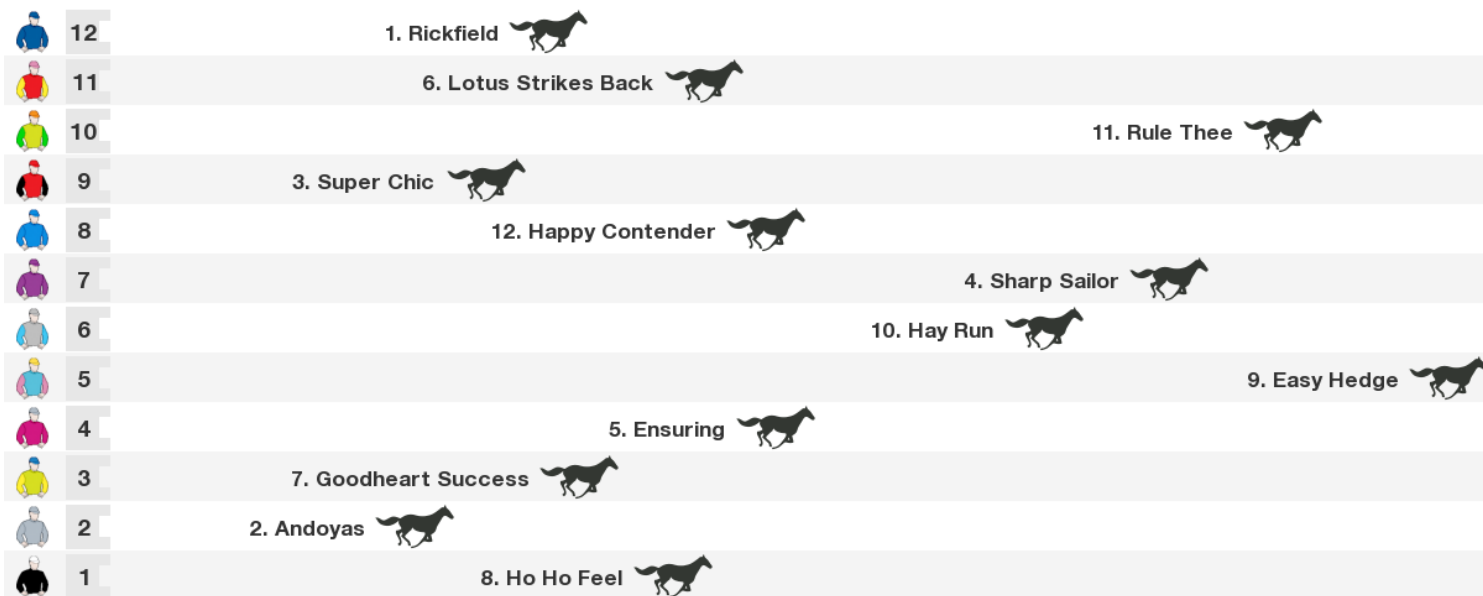 12 1. Rickfield
11 6. Lotus Strikes Back
10 11. Rule Thee
9 3. Super Chic
8 12. Happy Contender
7 4. Sharp Sailor
6 10. Hay Run
5 9. Easy Hedge
4 5. Ensuring
3 7. Goodheart Success
2 2. Andoyas
1 8. Ho Ho Feel